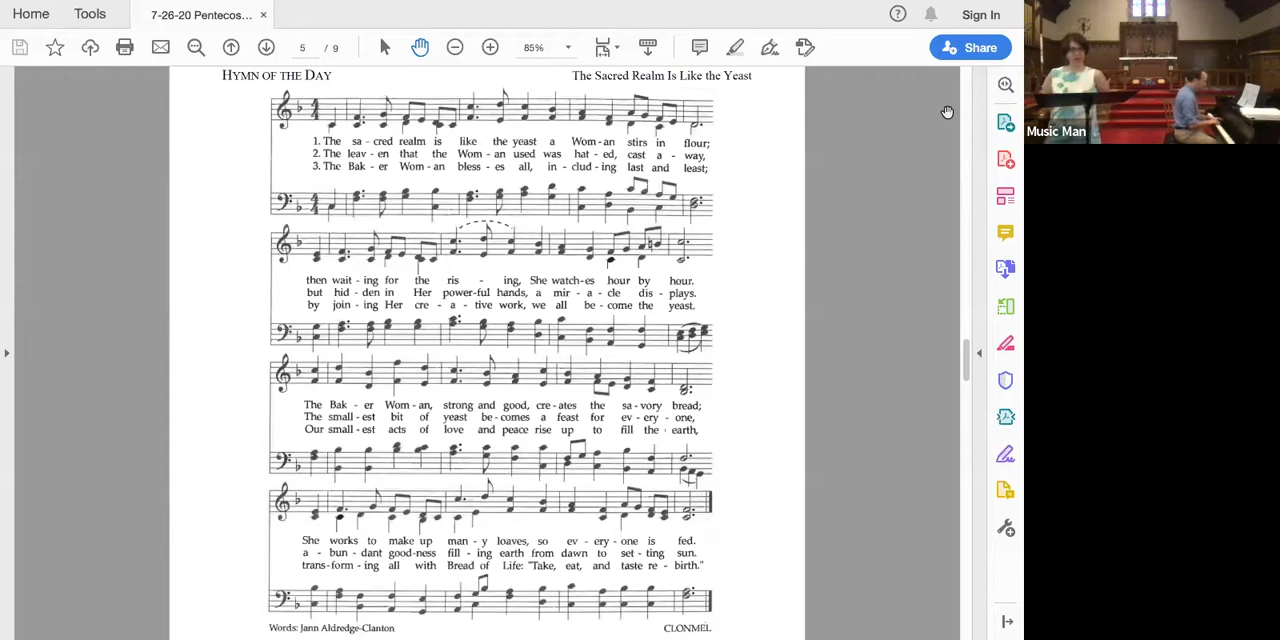 Home Tools 7-26-20 Pentecos... × Sign In
5 / 9 85% Share
HYMN OF THE DAY The Sacred Realm Is Like the Yeast
Music Man
1. The sa - cred realm is like the yeast a Wom - an stirs in flour;
2. The leav - en that the Wom - an used was hat - ed, cast a - way,
3. The Bak - er Wom - an bless - es all, in - clud - ing last and least;
then wait - ing for the ris - ing, She watch - es hour by hour.
but hid - den in Her power - ful hands, a mir - a - cle dis - plays.
by join - ing Her cre - a - tive work, we all be - come the yeast.
The Bak - er Wom - an, strong and good, cre - ates the sa - vory bread;
The small - est bit of yeast be - comes a feast for ev - ery - one,
Our small - est acts of love and peace rise up to fill the earth,
She works to make up man - y loaves, so ev - ery - one is fed.
a - bun - dant good - ness fill - ing earth from dawn to set - ting sun.
trans - form - ing all with Bread of Life: "Take, eat, and taste re - birth."
Words: Jann Aldredge-Clanton CLONMEL